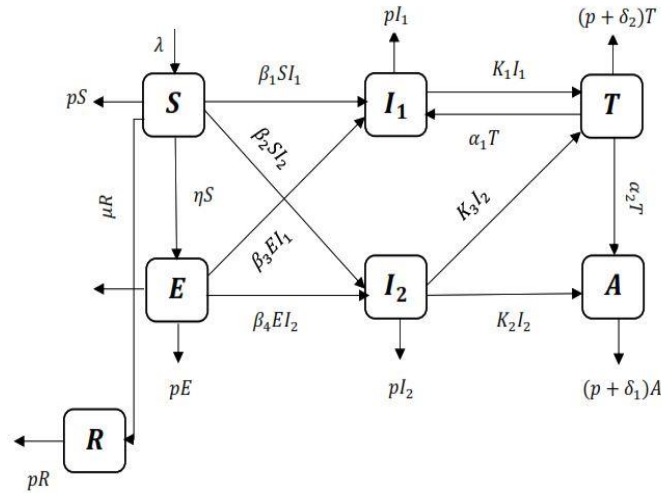 pI₁
(p + δ₂)T
λ
β₁SI₁
K₁I₁
pS
S
I₁
T
α₁T
β₂SI₂
μR
ηS
K₃I₂
α₂T
β₃EI₁
E
I₂
A
β₄EI₂
K₂I₂
pE
pI₂
(p + δ₁)A
R
pR